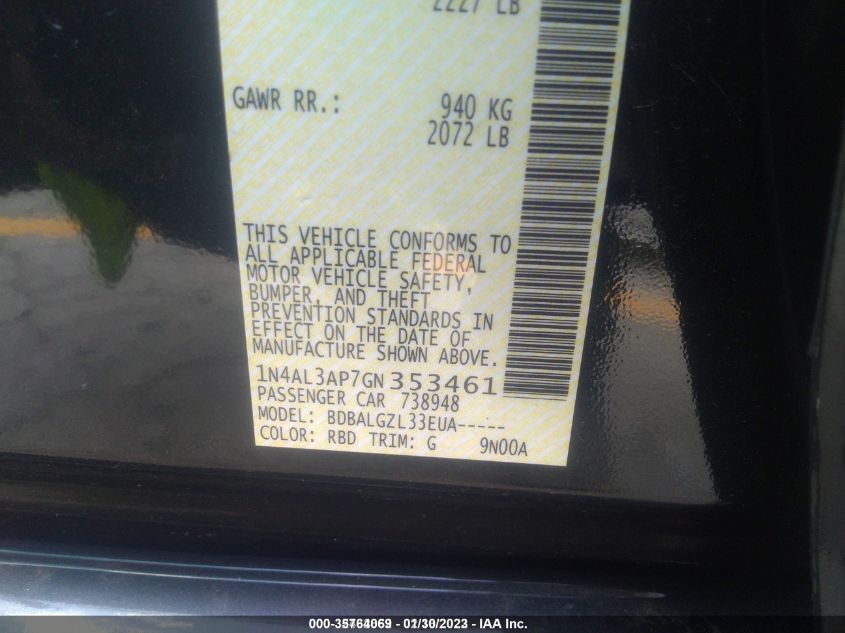 2227 LB
GAWR RR.: 940 KG
2072 LB
THIS VEHICLE CONFORMS TO
ALL APPLICABLE FEDERAL
MOTOR VEHICLE SAFETY,
BUMPER, AND THEFT
PREVENTION STANDARDS IN
EFFECT ON THE DATE OF
MANUFACTURE SHOWN ABOVE.
1N4AL3AP7GN353461
PASSENGER CAR 738948
MODEL: BDBALGZL33EUA-----
COLOR: RBD TRIM: G 9N00A
01/30/2023 - IAA Inc.